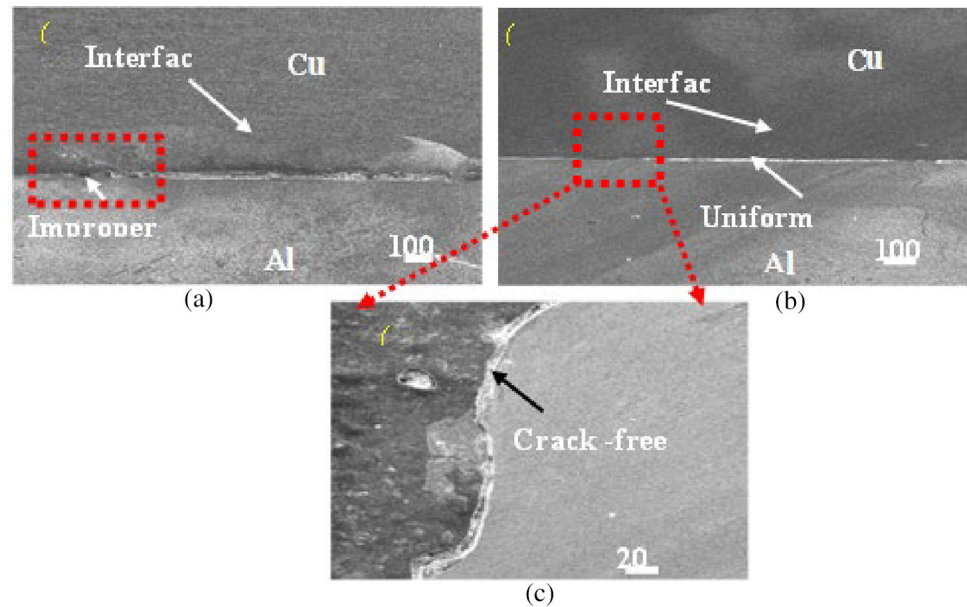 (
Interfac
Cu
Improper
Al
100
(a)
(
Cu
Interfac
Uniform
Al
100
(b)
(
Crack -free
20
(c)